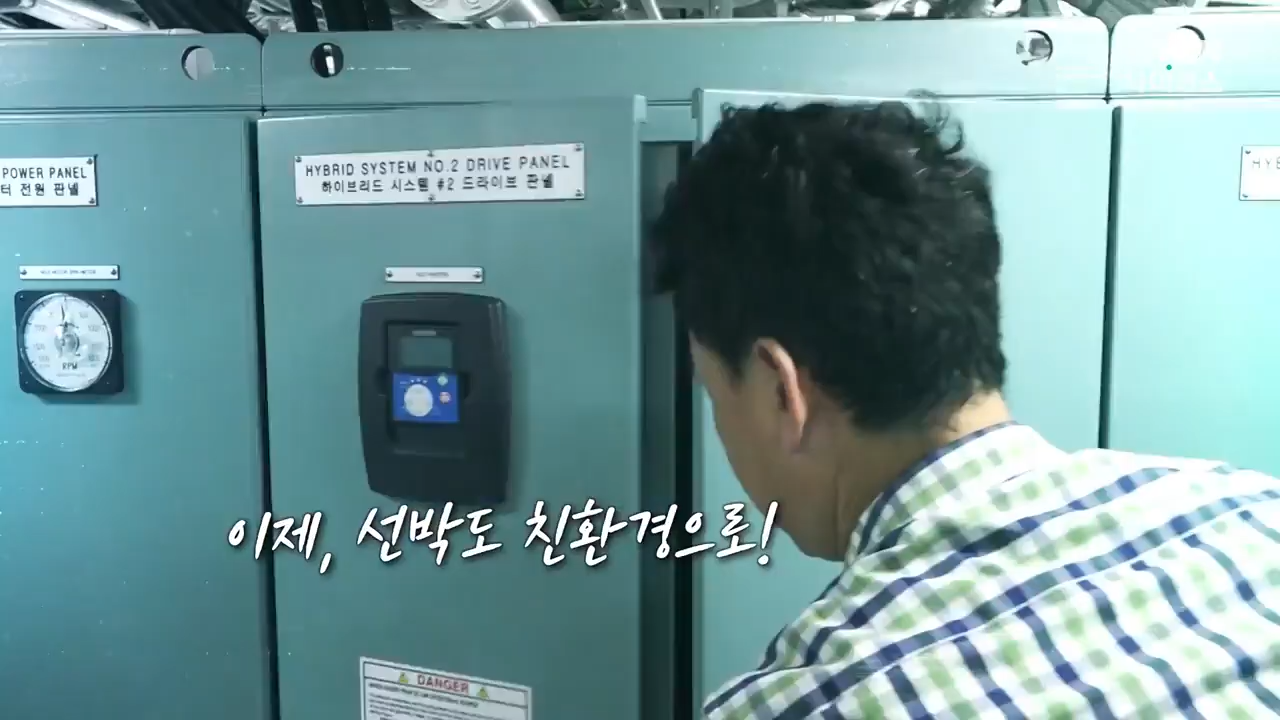 POWER PANEL
터 전원 판넬
HYBRID SYSTEM NO.2 DRIVE PANEL
하이브리드 시스템 #2 드라이브 판넬
RPM
이제, 선박도 친환경으로!
DANGER